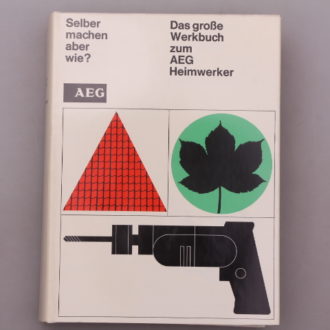 Selber
machen
aber
wie?
Das große
Werkbuch
zum
AEG
Heimwerker
AEG